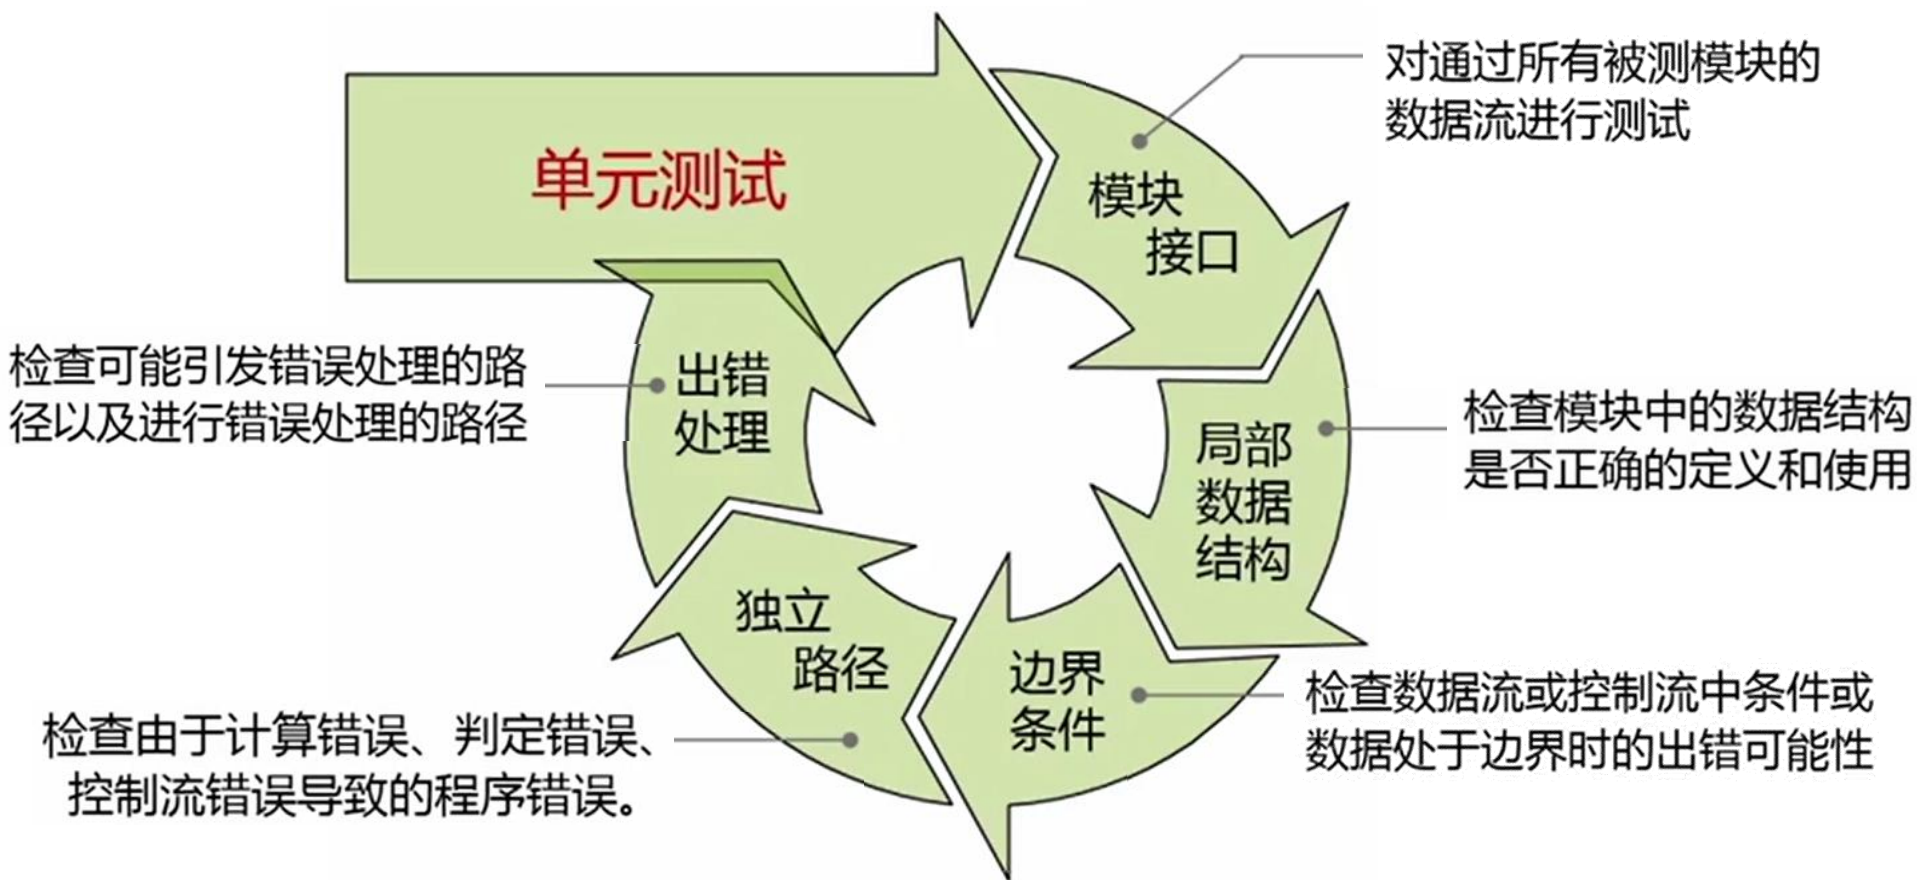 单元测试
对通过所有被测模块的
数据流进行测试
模块
接口
检查模块中的数据结构
是否正确的定义和使用
局部
数据
结构
检查数据流或控制流中条件或
数据处于边界时的出错可能性
边界
条件
独立
路径
检查由于计算错误、判定错误、
控制流错误导致的程序错误。
出错
处理
检查可能引发错误处理的路
径以及进行错误处理的路径